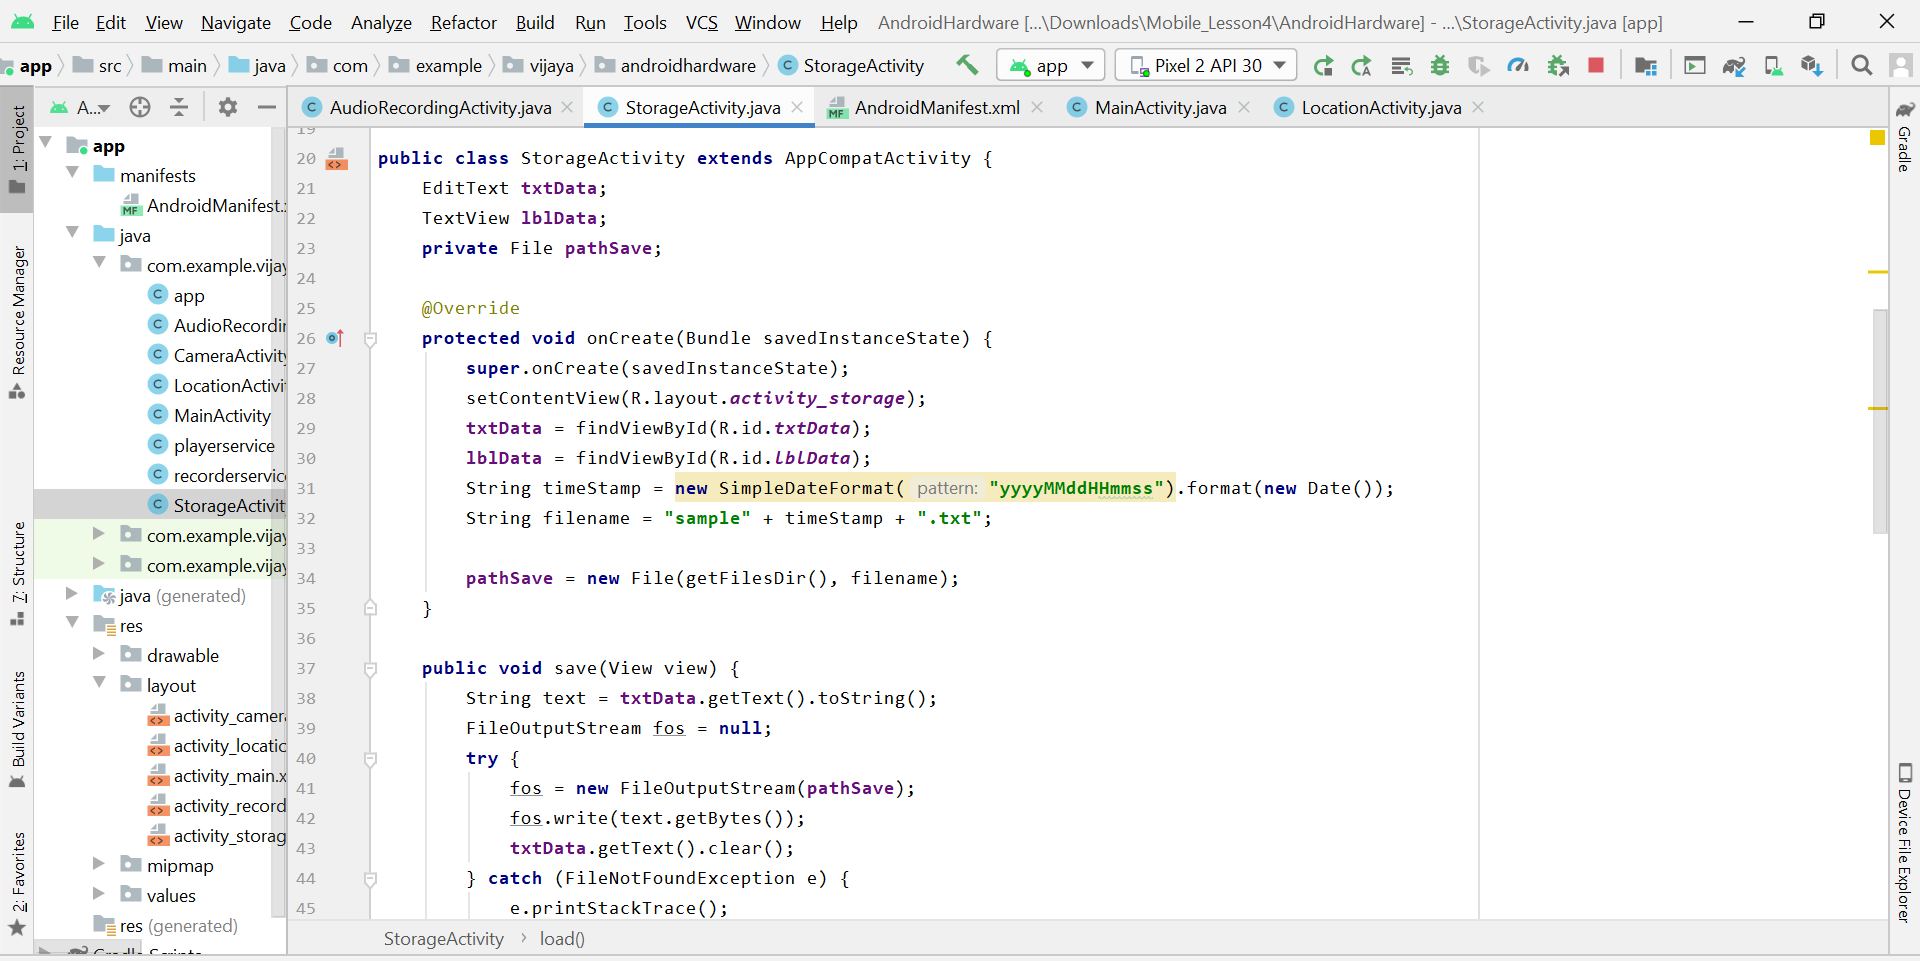 File Edit View Navigate Code Analyze Refactor Build Run Tools VCS Window Help AndroidHardware [...\Downloads\Mobile_Lesson4\AndroidHardware] - ...\StorageActivity.java [app]
app src main java com example vijaya androidhardware StorageActivity app Pixel 2 API 30
A... AudioRecordingActivity.java StorageActivity.java AndroidManifest.xml MainActivity.java LocationActivity.java
1: Project
Resource Manager
7: Structure
Build Variants
2: Favorites
app
manifests
AndroidManifest.x
java
com.example.vijay
app
AudioRecordin
CameraActivity
LocationActivi
MainActivity
playerservice
recorderservice
StorageActivit
com.example.vijay
com.example.vijay
java (generated)
res
drawable
layout
activity_camera
activity_locatio
activity_main.x
activity_record
activity_storag
mipmap
values
res (generated)
Gradle Scripts
19
20 public class StorageActivity extends AppCompatActivity {
21 EditText txtData;
22 TextView lblData;
23 private File pathSave;
24
25 @Override
26 protected void onCreate(Bundle savedInstanceState) {
27 super.onCreate(savedInstanceState);
28 setContentView(R.layout.activity_storage);
29 txtData = findViewById(R.id.txtData);
30 lblData = findViewById(R.id.lblData);
31 String timeStamp = new SimpleDateFormat( pattern: "yyyyMMddHHmmss").format(new Date());
32 String filename = "sample" + timeStamp + ".txt";
33
34 pathSave = new File(getFilesDir(), filename);
35 }
36
37 public void save(View view) {
38 String text = txtData.getText().toString();
39 FileOutputStream fos = null;
40 try {
41 fos = new FileOutputStream(pathSave);
42 fos.write(text.getBytes());
43 txtData.getText().clear();
44 } catch (FileNotFoundException e) {
45 e.printStackTrace();
StorageActivity › load()
Gradle
Device File Explorer